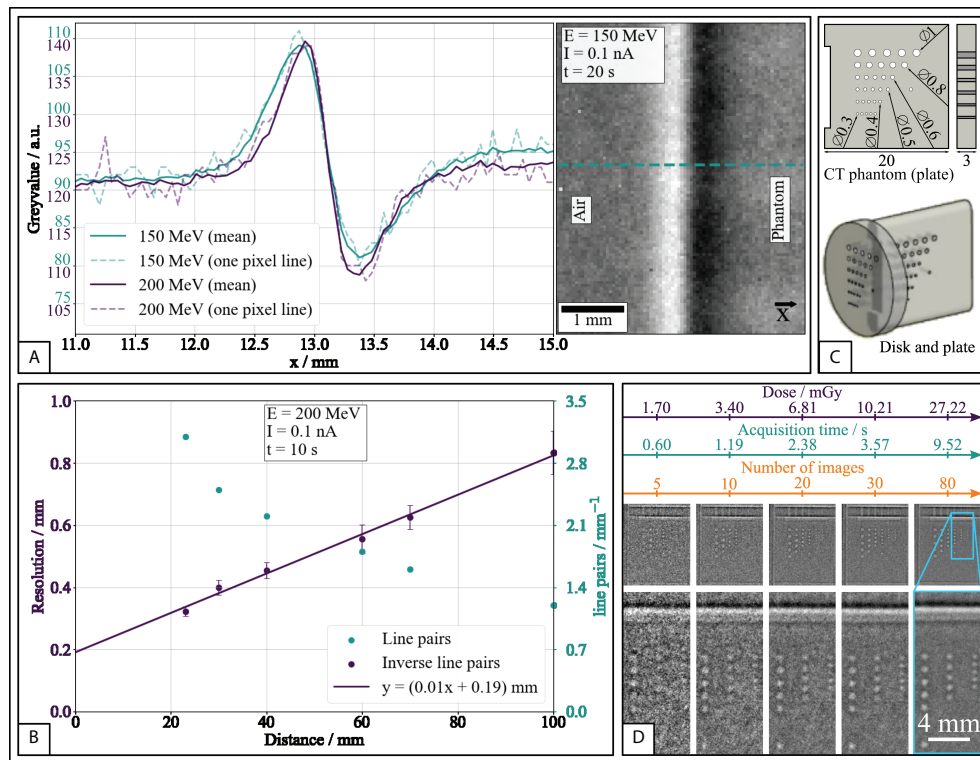 110
140
105
135
100
130
95
125
90
120
85
115
80
110
75
105
Greyvalue / a.u.
150 MeV (mean)
150 MeV (one pixel line)
200 MeV (mean)
200 MeV (one pixel line)
11.0 11.5 12.0 12.5 13.0 13.5 14.0 14.5 15.0
x / mm
A
E = 150 MeV
I = 0.1 nA
t = 20 s
Air
Phantom
1 mm
X
Ø1
Ø0.8
Ø0.6
Ø0.5
Ø0.4
Ø0.3
20
3
CT phantom (plate)
Disk and plate
C
1.0
0.8
0.6
0.4
0.2
0.0
Resolution / mm
E = 200 MeV
I = 0.1 nA
t = 10 s
Line pairs
Inverse line pairs
y = (0.01x + 0.19) mm
3.5
2.8
2.1
1.4
0.7
0.0
line pairs / mm⁻¹
0 20 40 60 80 100
Distance / mm
B
Dose / mGy
1.70 3.40 6.81 10.21 27.22
Acquisition time / s
0.60 1.19 2.38 3.57 9.52
Number of images
5 10 20 30 80
4 mm
D